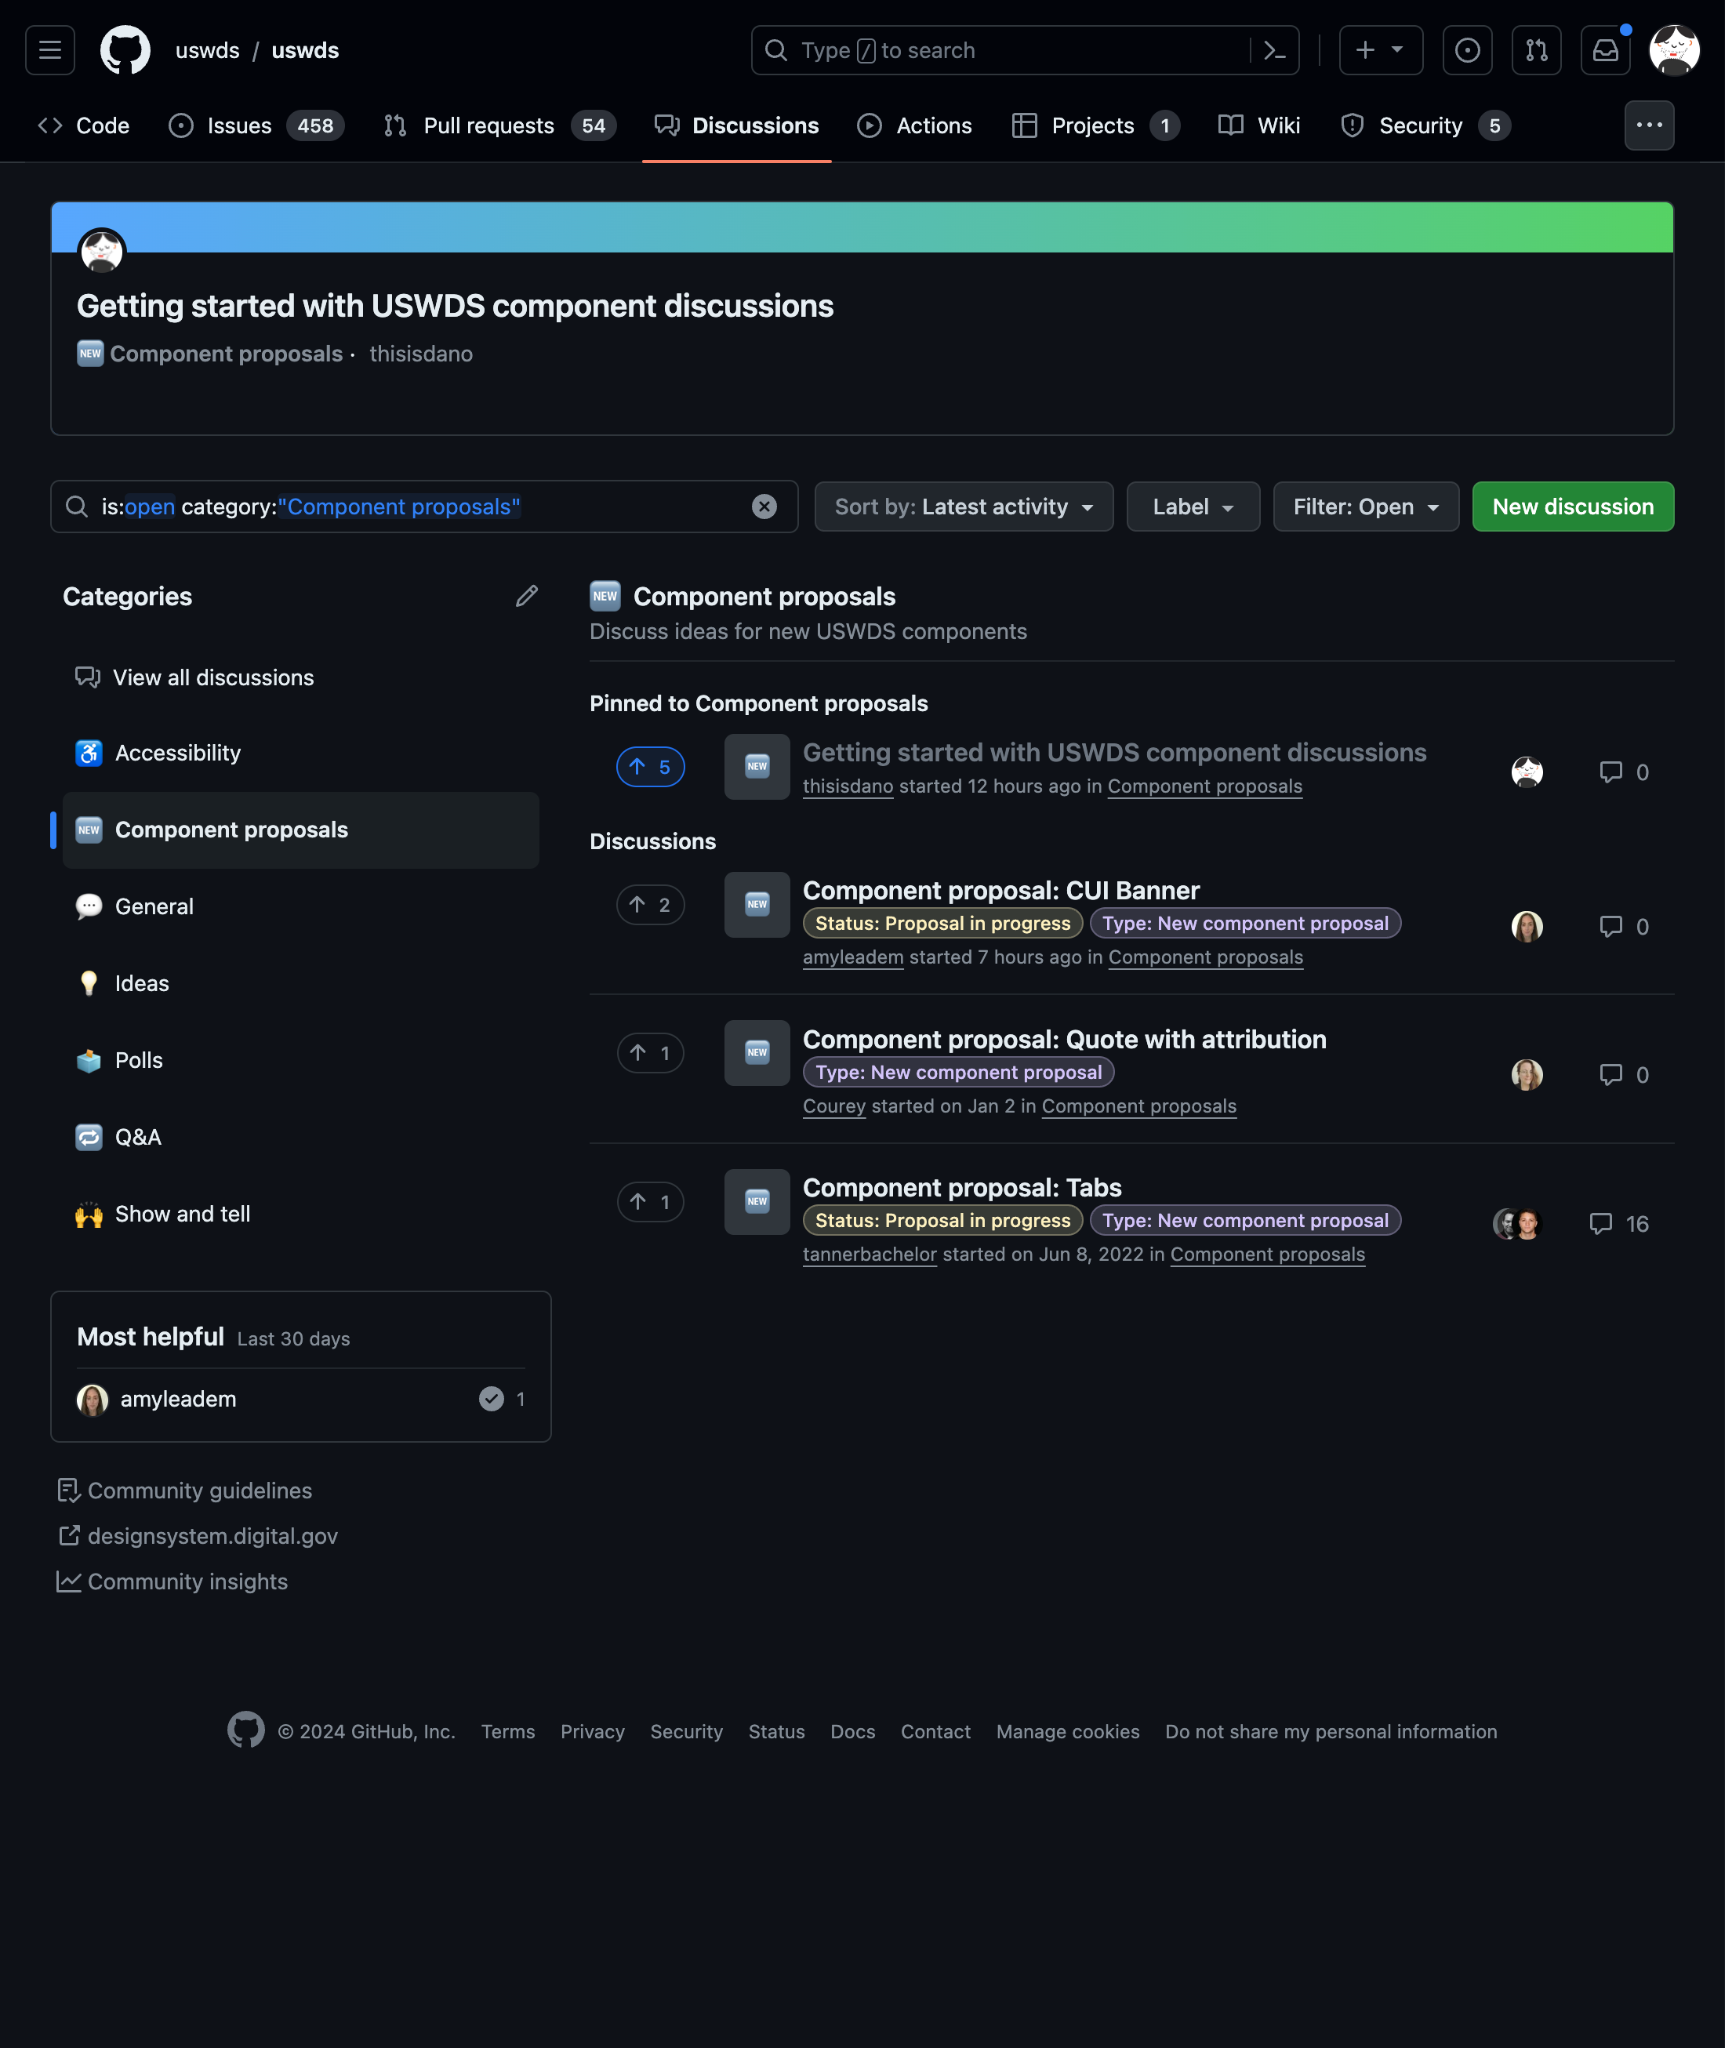 uswds / uswds
Type / to search
Code
Issues 458
Pull requests 54
Discussions
Actions
Projects 1
Wiki
Security 5
Getting started with USWDS component discussions
NEW Component proposals · thisisdano
is:open category:"Component proposals"
Sort by: Latest activity
Label
Filter: Open
New discussion
Categories
View all discussions
Accessibility
NEW Component proposals
General
Ideas
Polls
Q&A
Show and tell
Most helpful Last 30 days
amyleadem 1
Community guidelines
designsystem.digital.gov
Community insights
NEW Component proposals
Discuss ideas for new USWDS components
Pinned to Component proposals
5 NEW Getting started with USWDS component discussions
thisisdano started 12 hours ago in Component proposals
0
Discussions
2 NEW Component proposal: CUI Banner
Status: Proposal in progress Type: New component proposal
amyleadem started 7 hours ago in Component proposals
0
1 NEW Component proposal: Quote with attribution
Type: New component proposal
Courey started on Jan 2 in Component proposals
0
1 NEW Component proposal: Tabs
Status: Proposal in progress Type: New component proposal
tannerbachelor started on Jun 8, 2022 in Component proposals
16
© 2024 GitHub, Inc. Terms Privacy Security Status Docs Contact Manage cookies Do not share my personal information